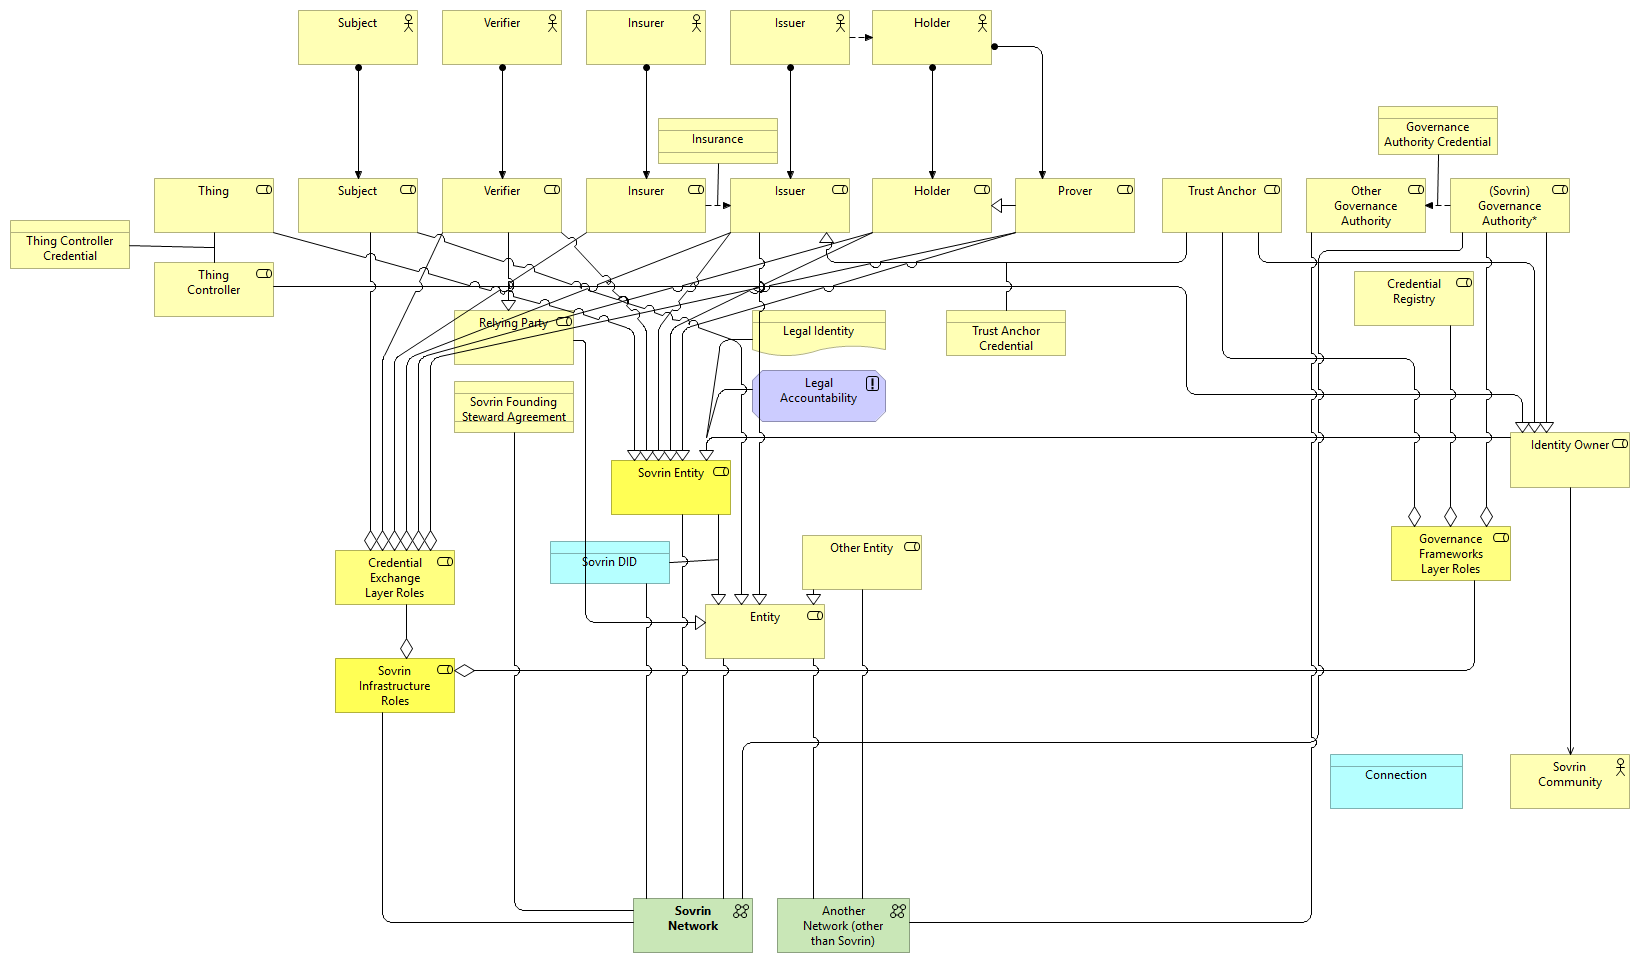 Subject
Verifier
Insurer
Issuer
Holder
Insurance
Governance
Authority Credential
Thing
Subject
Verifier
Insurer
Issuer
Holder
Prover
Trust Anchor
Other
Governance
Authority
(Sovrin)
Governance
Authority*
Thing Controller
Credential
Thing
Controller
Credential
Registry
Relying Party
Legal Identity
Trust Anchor
Credential
Legal
Accountability
Sovrin Founding
Steward Agreement
Identity Owner
Sovrin Entity
Governance
Frameworks
Layer Roles
Other Entity
Sovrin DID
Credential
Exchange
Layer Roles
Entity
Sovrin
Infrastructure
Roles
Connection
Sovrin
Community
Sovrin
Network
Another
Network (other
than Sovrin)